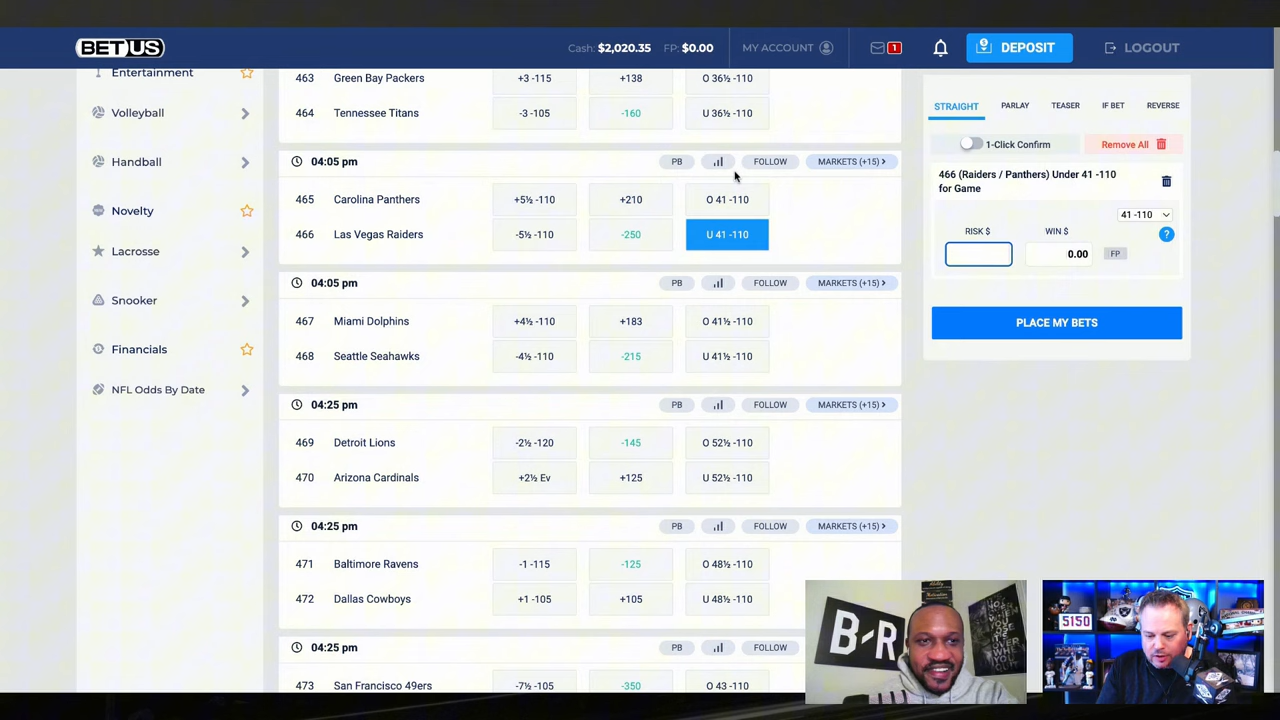 BETUS
Cash: $2,020.35 FP: $0.00 MY ACCOUNT 1 DEPOSIT LOGOUT
Entertainment
Volleyball
Handball
Novelty
Lacrosse
Snooker
Financials
NFL Odds By Date
463 Green Bay Packers +3 -115 +138 O 36½ -110
464 Tennessee Titans -3 -105 -160 U 36½ -110
04:05 pm PB FOLLOW MARKETS (+15)
465 Carolina Panthers +5½ -110 +210 O 41 -110
466 Las Vegas Raiders -5½ -110 -250 U 41 -110
04:05 pm PB FOLLOW MARKETS (+15)
467 Miami Dolphins +4½ -110 +183 O 41½ -110
468 Seattle Seahawks -4½ -110 -215 U 41½ -110
04:25 pm PB FOLLOW MARKETS (+15)
469 Detroit Lions -2½ -120 -145 O 52½ -110
470 Arizona Cardinals +2½ Ev +125 U 52½ -110
04:25 pm PB FOLLOW MARKETS (+15)
471 Baltimore Ravens -1 -115 -125 O 48½ -110
472 Dallas Cowboys +1 -105 +105 U 48½ -110
04:25 pm PB FOLLOW
473 San Francisco 49ers -7½ -105 -350 O 43 -110
STRAIGHT PARLAY TEASER IF BET REVERSE
1-Click Confirm Remove All
466 (Raiders / Panthers) Under 41 -110
for Game
41 -110
RISK $ WIN $ ?
0.00 FP
PLACE MY BETS
B-R
5150